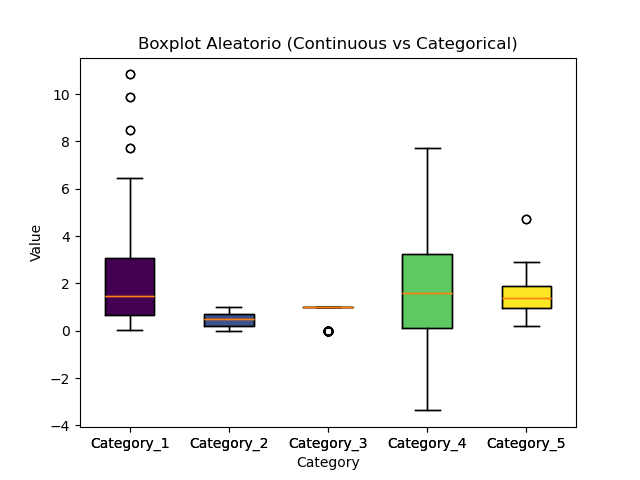 Boxplot Aleatorio (Continuous vs Categorical)
Value
10
8
6
4
2
0
−2
−4
Category_1 Category_2 Category_3 Category_4 Category_5
Category